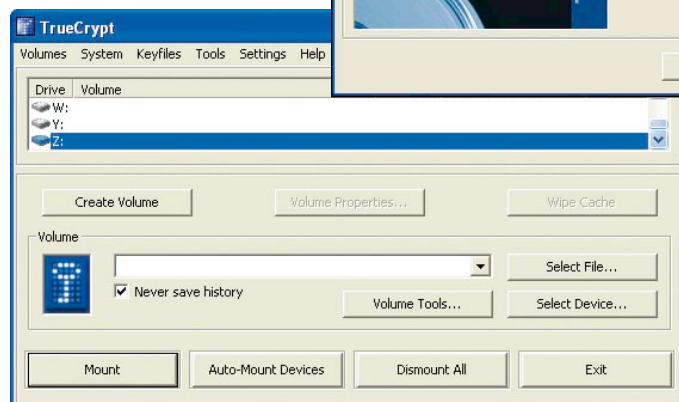 TrueCrypt
Volumes System Keyfiles Tools Settings Help
Drive Volume
W:
Y:
Z:
Create Volume Volume Properties... Wipe Cache
Volume
Never save history
Select File...
Volume Tools... Select Device...
Mount Auto-Mount Devices Dismount All Exit